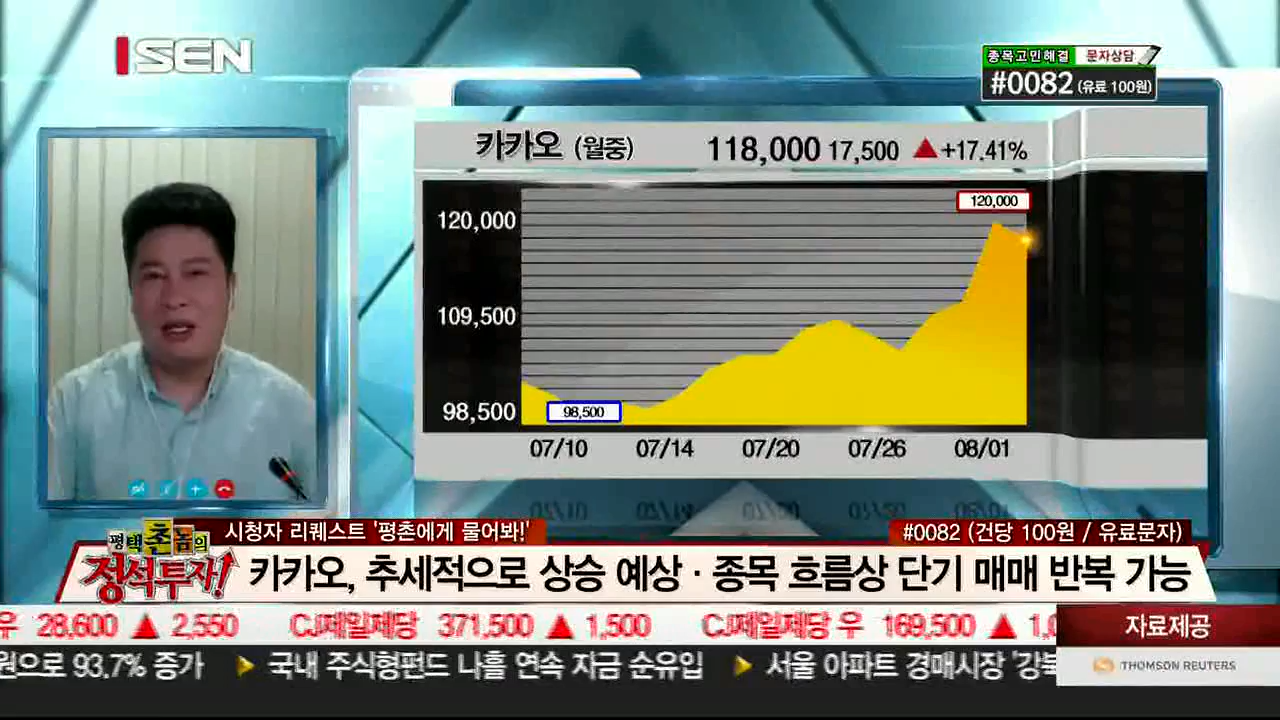 SEN
종목고민해결 문자상담
#0082 (유료 100원)
카카오 (월중) 118,000 17,500 ▲+17.41%
120,000
120,000
109,500
98,500
98,500
07/10 07/14 07/20 07/26 08/01
평택촌놈의
정석투자!
시청자 리퀘스트 '평촌에게 물어봐!'
#0082 (건당 100원 / 유료문자)
카카오, 추세적으로 상승 예상 · 종목 흐름상 단기 매매 반복 가능
우 28,600 ▲ 2,550 CJ제일제당 371,500 ▲ 1,500 CJ제일제당 우 169,500 ▲
자료제공
원으로 93.7% 증가 ▶ 국내 주식형펀드 나흘 연속 자금 순유입 ▶ 서울 아파트 경매시장
THOMSON REUTERS